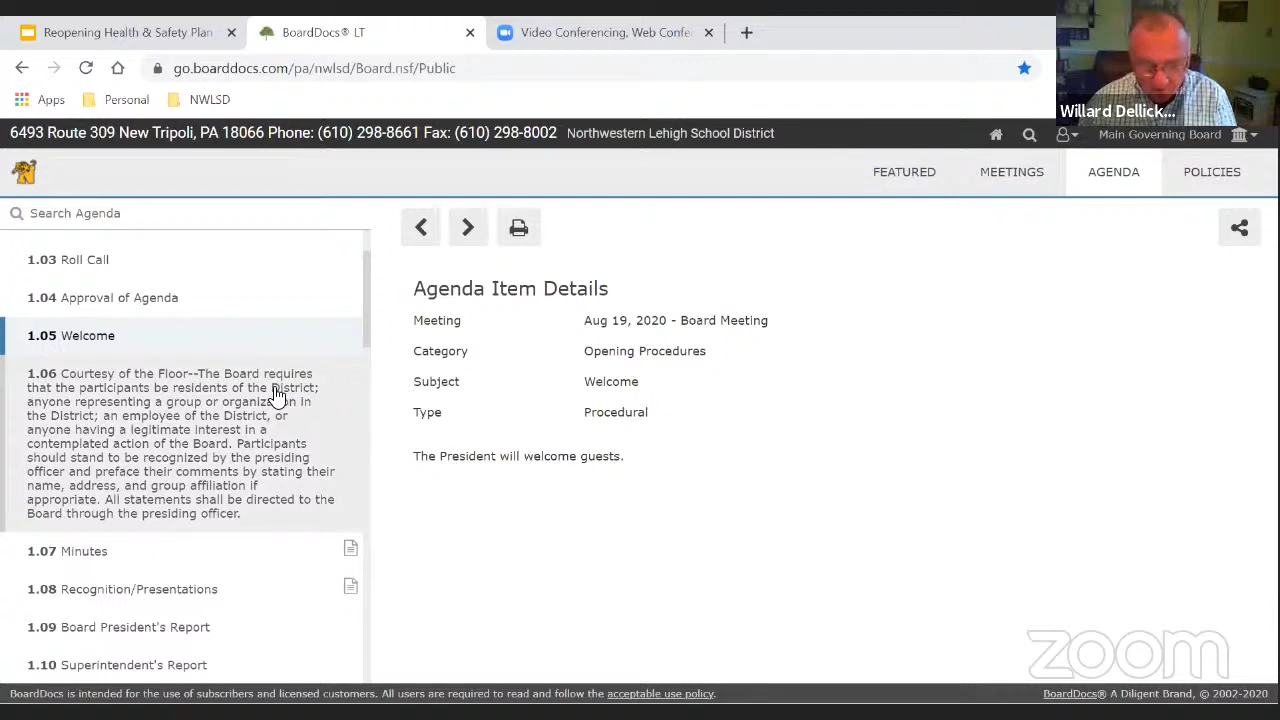 Reopening Health & Safety Plan
BoardDocs® LT
Video Conferencing, Web Confe
go.boarddocs.com/pa/nwlsd/Board.nsf/Public
Apps
Personal
NWLSD
Willard Dellick...
6493 Route 309 New Tripoli, PA 18066 Phone: (610) 298-8661 Fax: (610) 298-8002
Northwestern Lehigh School District
Main Governing Board
FEATURED
MEETINGS
AGENDA
POLICIES
Search Agenda
1.03 Roll Call
1.04 Approval of Agenda
1.05 Welcome
1.06 Courtesy of the Floor--The Board requires
that the participants be residents of the District;
anyone representing a group or organization in
the District; an employee of the District, or
anyone having a legitimate interest in a
contemplated action of the Board. Participants
should stand to be recognized by the presiding
officer and preface their comments by stating their
name, address, and group affiliation if
appropriate. All statements shall be directed to the
Board through the presiding officer.
1.07 Minutes
1.08 Recognition/Presentations
1.09 Board President's Report
1.10 Superintendent's Report
Agenda Item Details
Meeting Aug 19, 2020 - Board Meeting
Category Opening Procedures
Subject Welcome
Type Procedural
The President will welcome guests.
zoom
BoardDocs is intended for the use of subscribers and licensed customers. All users are required to read and follow the acceptable use policy.
BoardDocs® A Diligent Brand, © 2002-2020